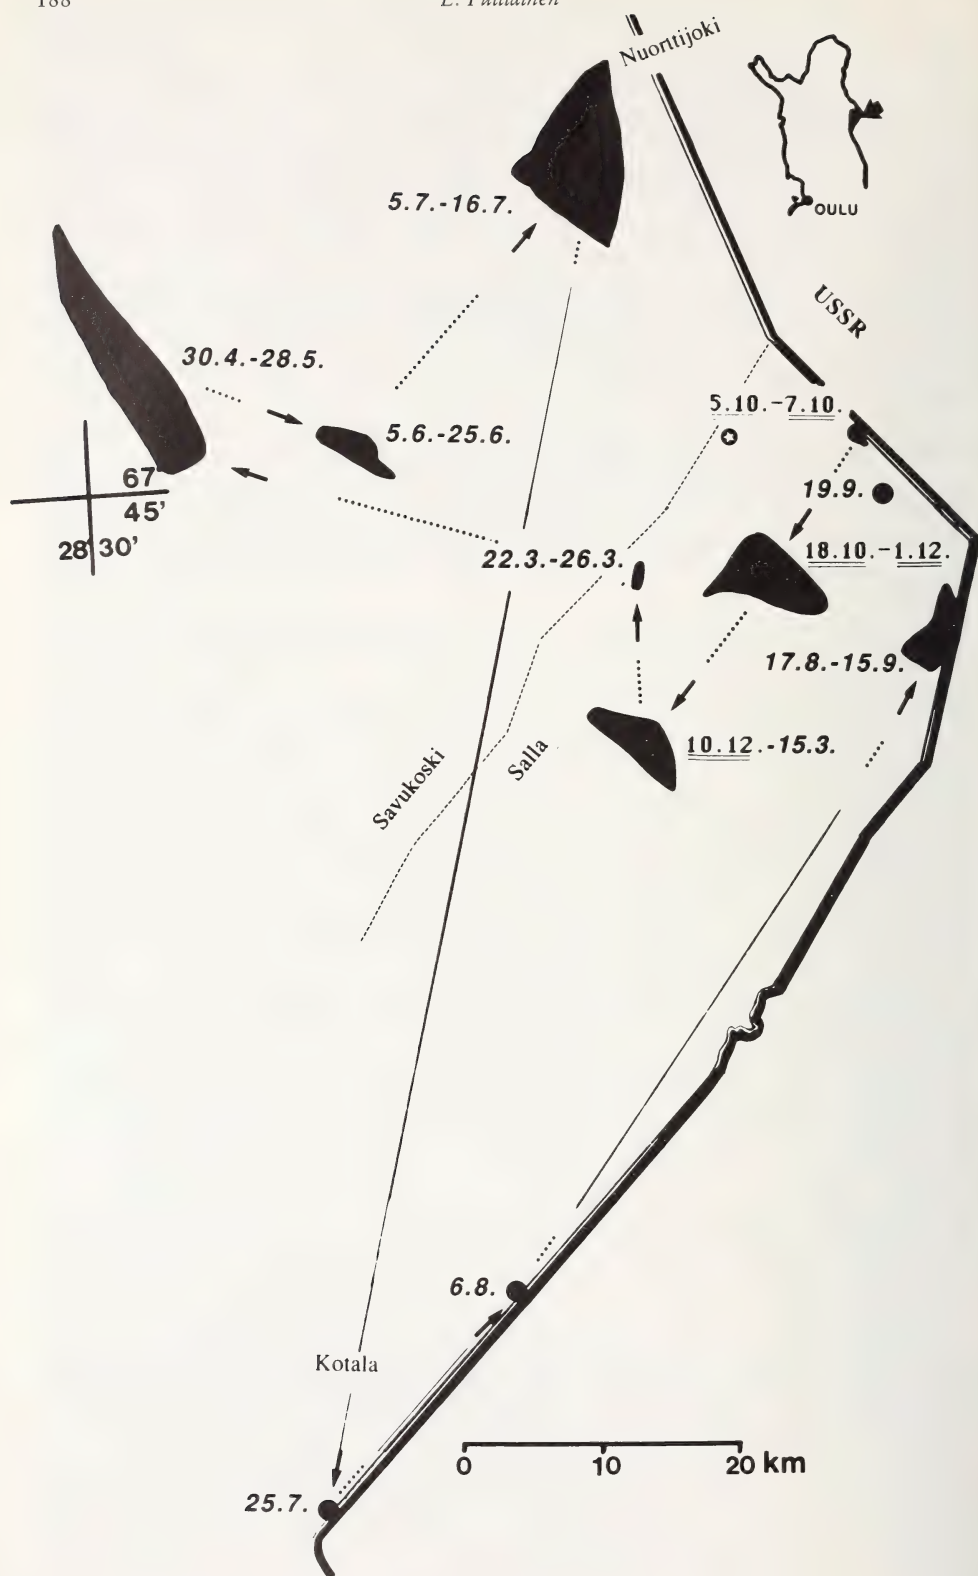 188
E. Pulliainen
Nuorttijoki
OULU
5.7.-16.7.
USSR
30.4.-28.5.
5.10.-7.10.
5.6.-25.6.
19.9.
67
45'
28 30'
22.3.-26.3.
18.10.-1.12.
17.8.-15.9.
10.12.-15.3.
Savukoski
Salla
6.8.
Kotala
0 10 20 km
25.7.